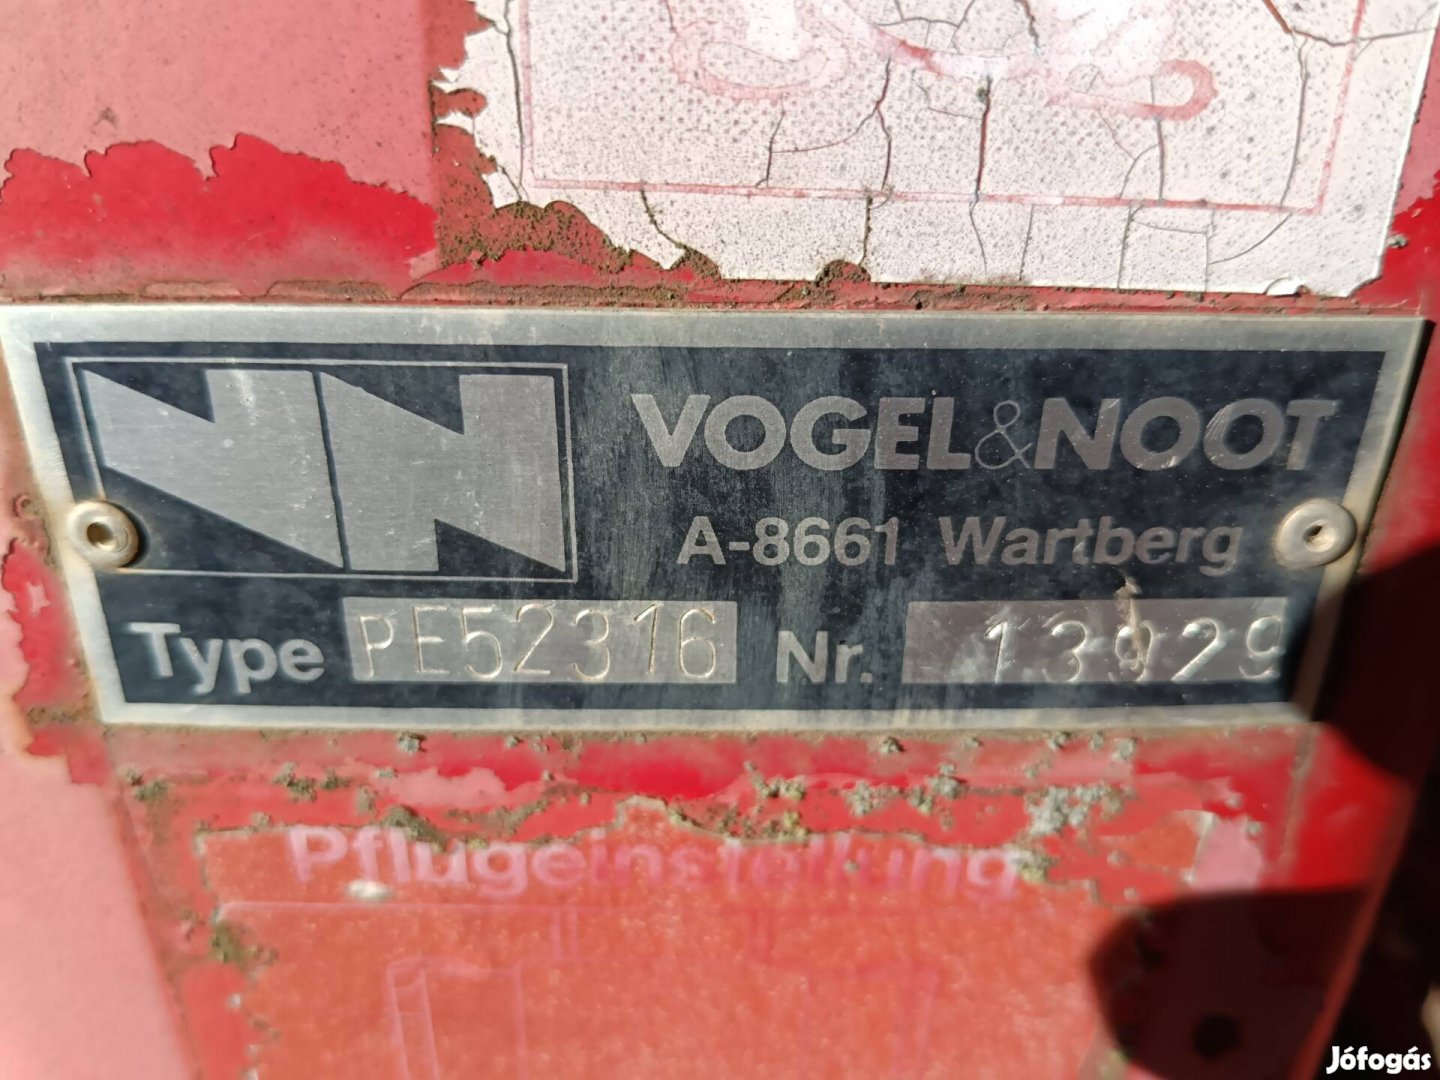 VOGEL&NOOT
A-8661 Wartberg
Type PE52316 Nr. 13929
Pflugeinstellung
Jófogás